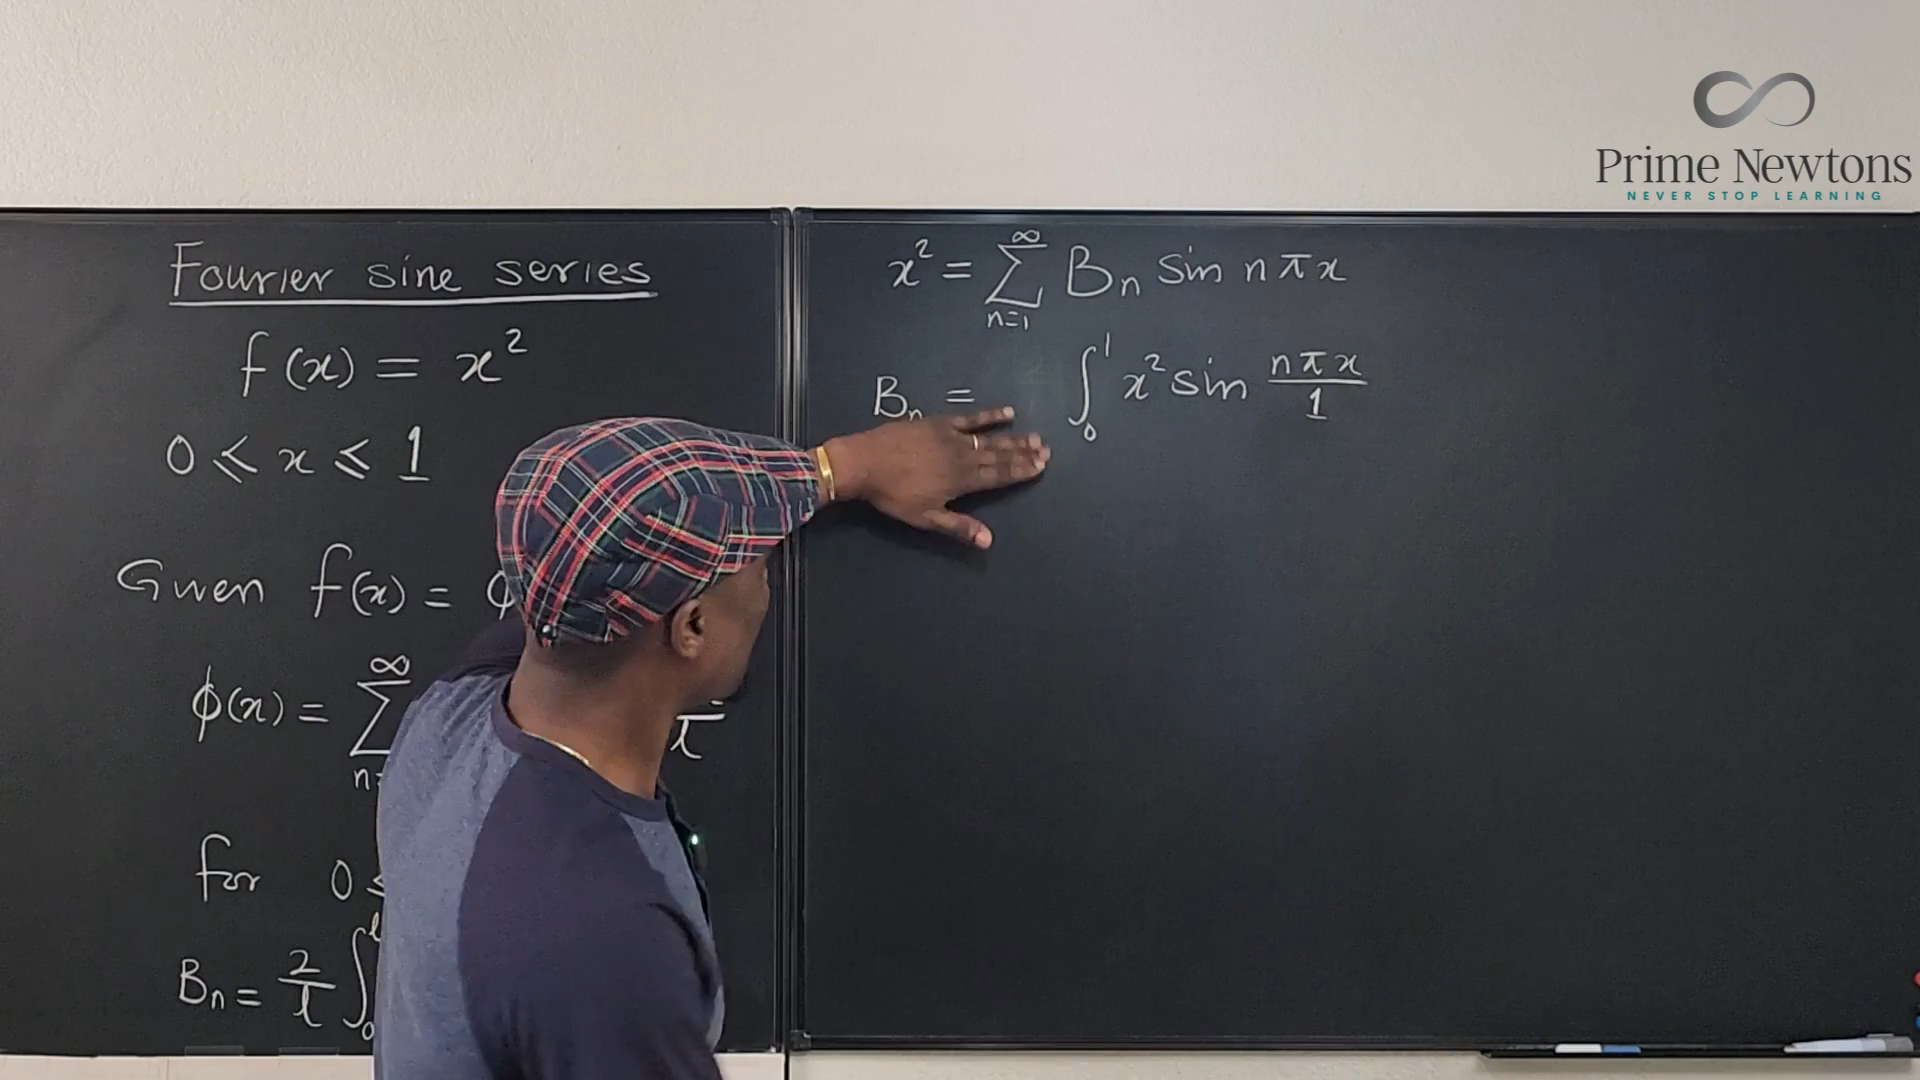 Prime Newtons
NEVER STOP LEARNING
Fourier sine series
f(x) = x²
0 ≤ x ≤ 1
Given f(x) = ϕ
ϕ(x) = ∞ ∑ n= l
for 0 ≤
Bn = 2/l ∫₀ˡ
x² = ∑ₙ₌₁^∞ Bn sin nπx
Bn = ∫₀¹ x² sin nπx/1